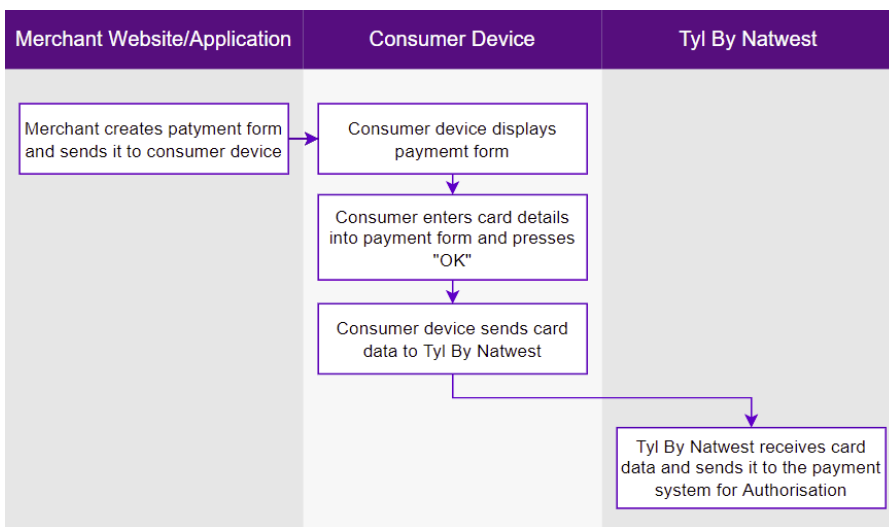 Merchant Website/Application
Consumer Device
Tyl By Natwest
Merchant creates patyment form
and sends it to consumer device
Consumer device displays
paymemt form
Consumer enters card details
into payment form and presses
"OK"
Consumer device sends card
data to Tyl By Natwest
Tyl By Natwest receives card
data and sends it to the payment
system for Authorisation